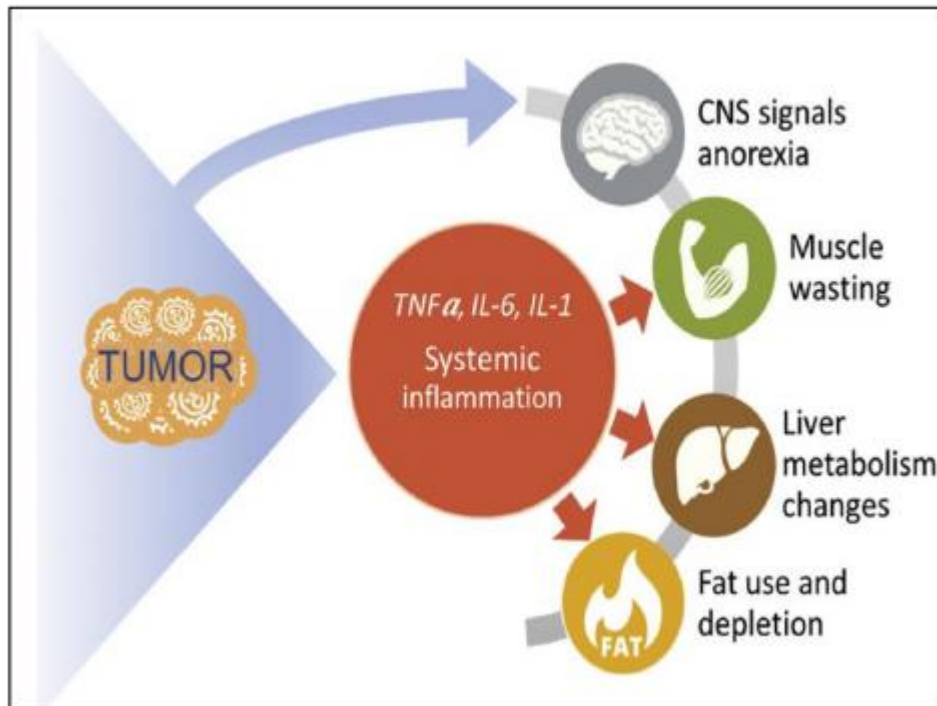 CNS signals
anorexia
Muscle
wasting
TNFα, IL-6, IL-1
Systemic
inflammation
TUMOR
Liver
metabolism
changes
Fat use and
depletion
FAT